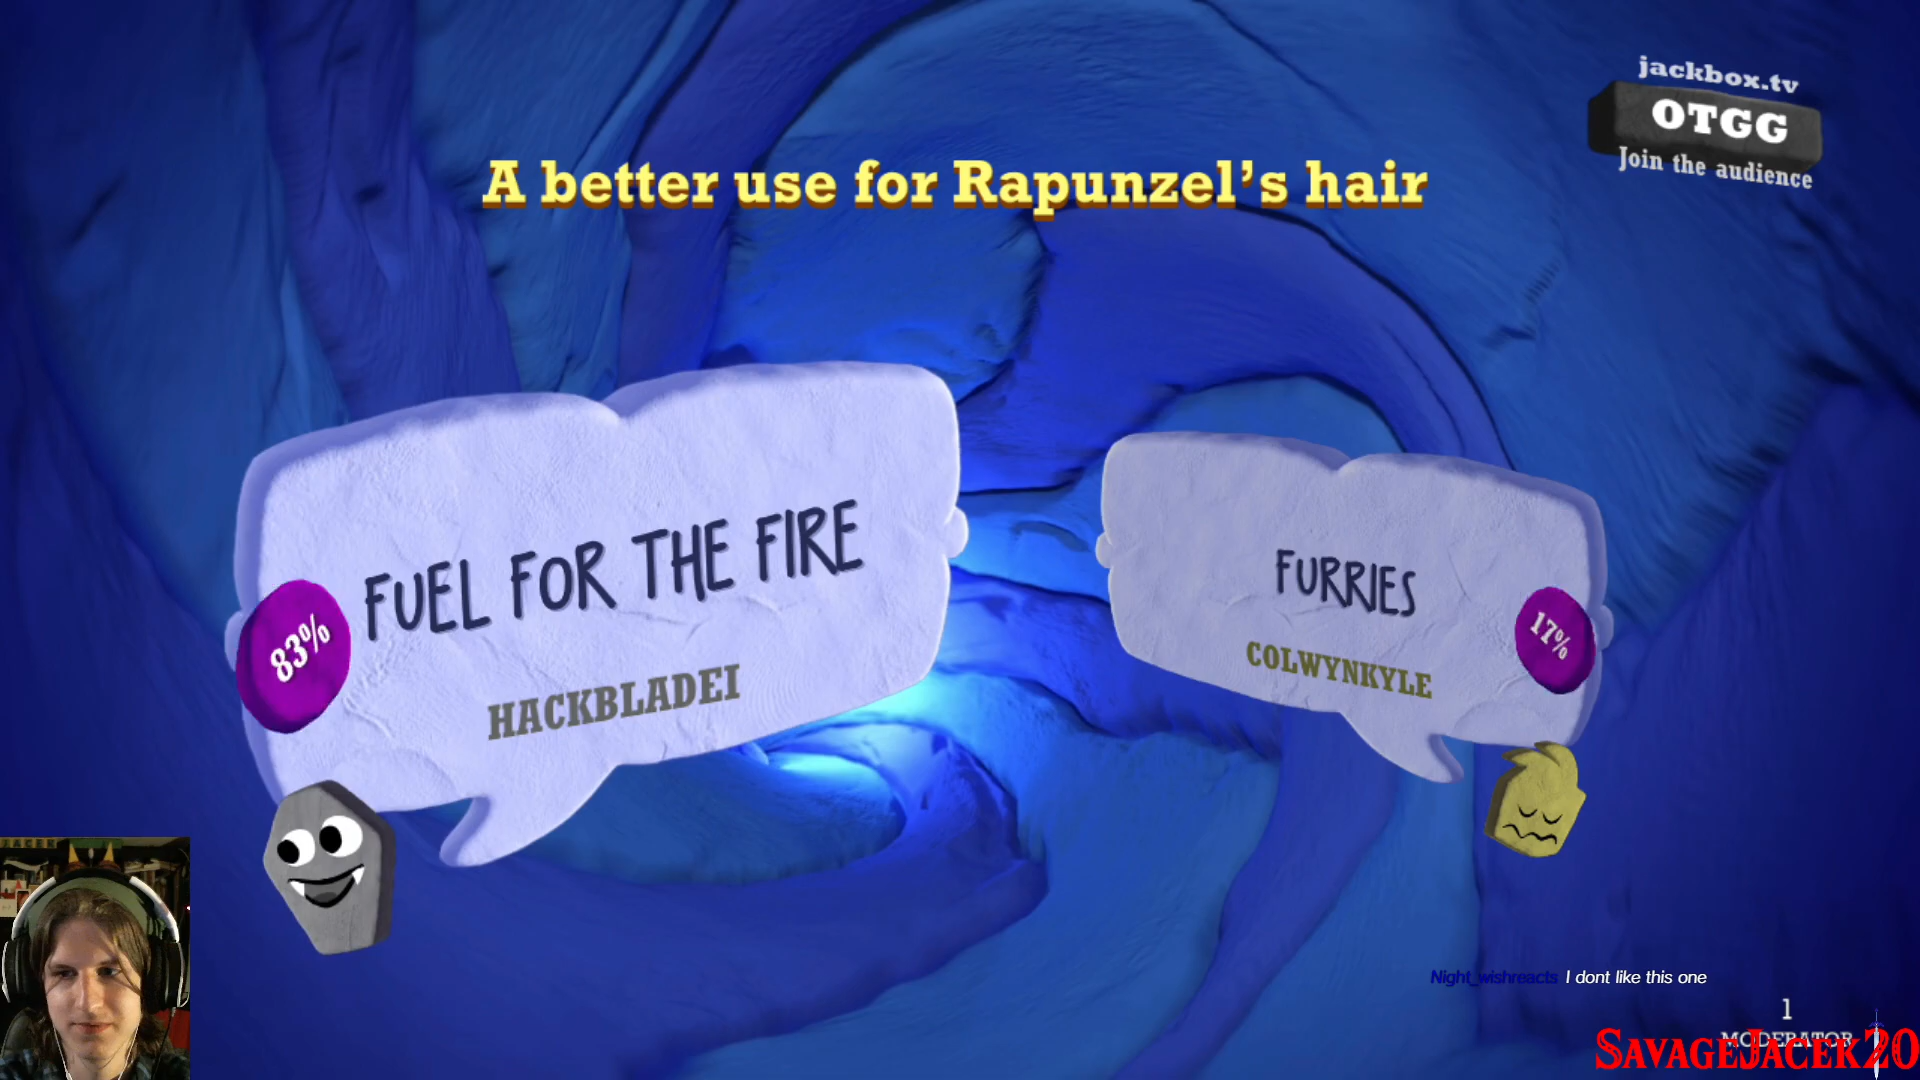 jackbox.tv
OTGG
Join the audience
A better use for Rapunzel's hair
FUEL FOR THE FIRE
83%
HACKBLADEI
FURRIES
17%
COLWYNKYLE
Night_wishreacts I dont like this one
1
MODERATOR
SAVAGEJACEK20